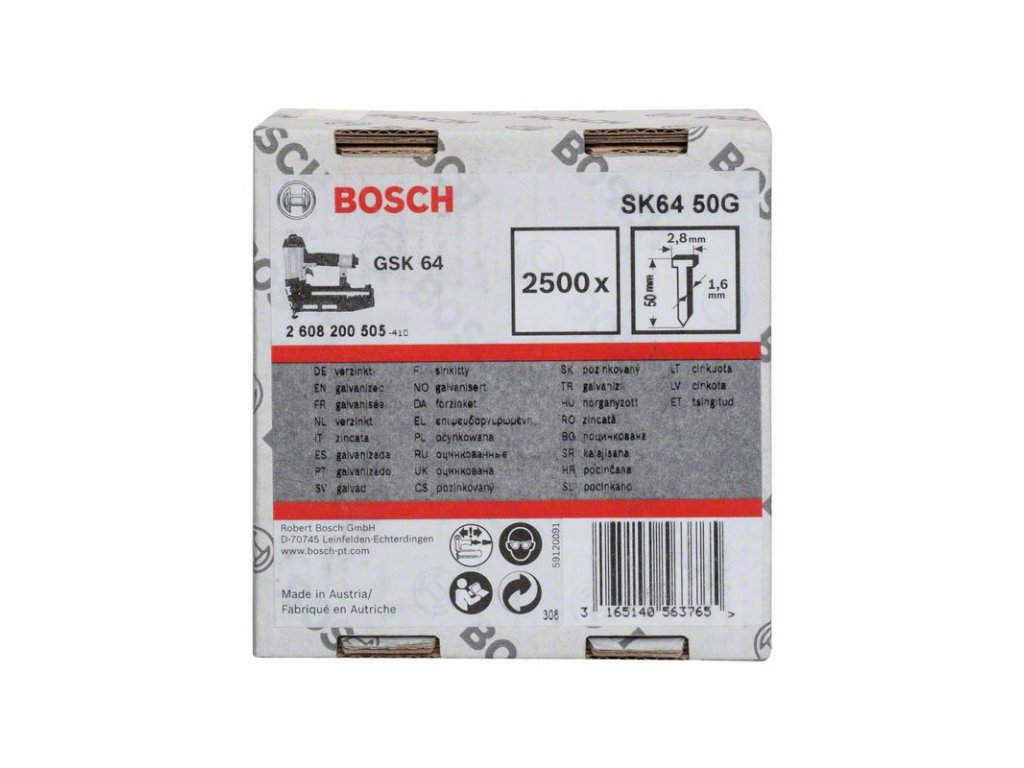 BOSCH
SK64 50G
GSK 64
2 608 200 505 -410
2500 x
2,8 mm
50 mm
1,6 mm
DE verzinkt
EN galvanized
FR galvanisée
NL verzinkt
IT zincata
ES galvanizada
PT galvanizado
SV galvad
FI sinkitty
NO galvanisert
DA forzinket
EL
PL ocynkowana
RU оцинкованные
UK оцинкована
CS pozinkovaný
SK pozinkovaný
TR galvanizli
HU horganyzott
RO zincată
BG поцинкована
SR kalajisana
HR pocinčana
SL pocinkano
LT cinkuota
LV cinkota
ET tsingitud
Robert Bosch GmbH
D-70745 Leinfelden-Echterdingen
www.bosch-pt.com
Made in Austria/
Fabriqué en Autriche
59120091
308
3 165140 563765 >